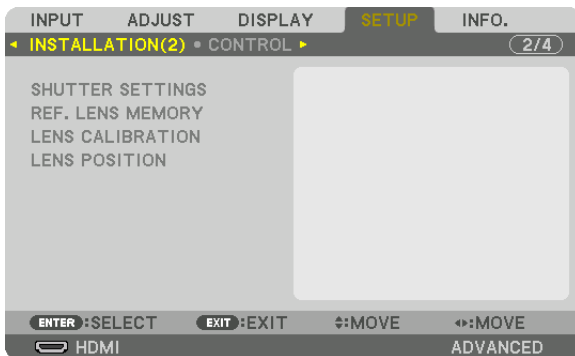 INPUT ADJUST DISPLAY SETUP INFO.
INSTALLATION(2) • CONTROL 2/4
SHUTTER SETTINGS
REF. LENS MEMORY
LENS CALIBRATION
LENS POSITION
ENTER :SELECT EXIT :EXIT :MOVE :MOVE
HDMI ADVANCED